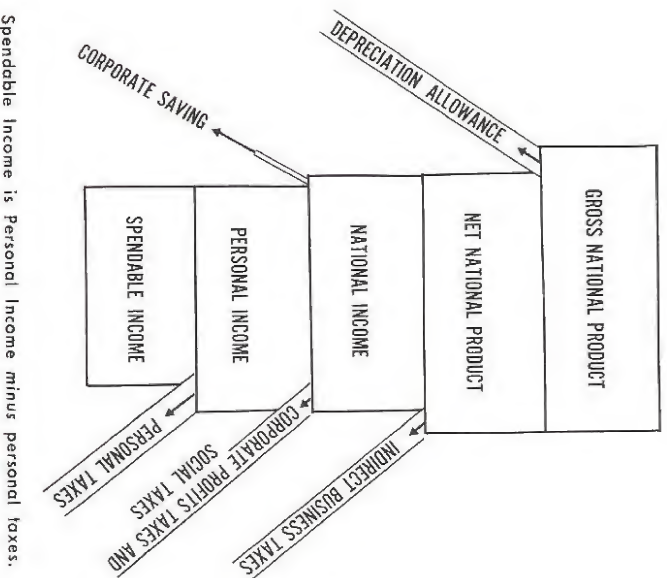 GROSS NATIONAL PRODUCT
DEPRECIATION ALLOWANCE
NET NATIONAL PRODUCT
INDIRECT BUSINESS TAXES
NATIONAL INCOME
CORPORATE SAVING
CORPORATE PROFITS TAXES AND
SOCIAL TAXES
PERSONAL INCOME
PERSONAL TAXES
SPENDABLE INCOME
Spendable Income is Personal Income minus personal taxes.